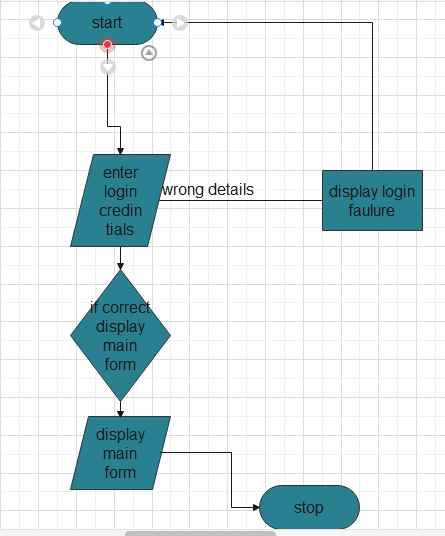 start
enter
login
credin
tials
wrong details
display login
faulure
if correct
display
main
form
display
main
form
stop